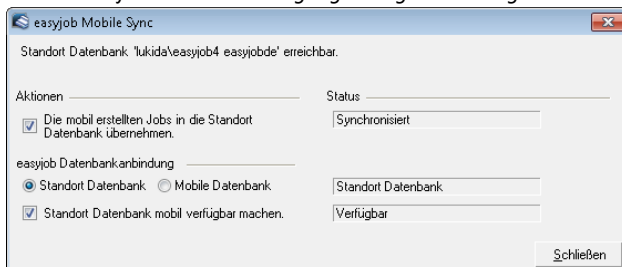 easyjob Mobile Sync
Standort Datenbank 'lukida\easyjob4 easyjobde' erreichbar.
Aktionen
Status
Die mobil erstellten Jobs in die Standort
Datenbank übernehmen.
Synchronisiert
easyjob Datenbankanbindung
Standort Datenbank
Mobile Datenbank
Standort Datenbank
Standort Datenbank mobil verfügbar machen.
Verfügbar
Schließen